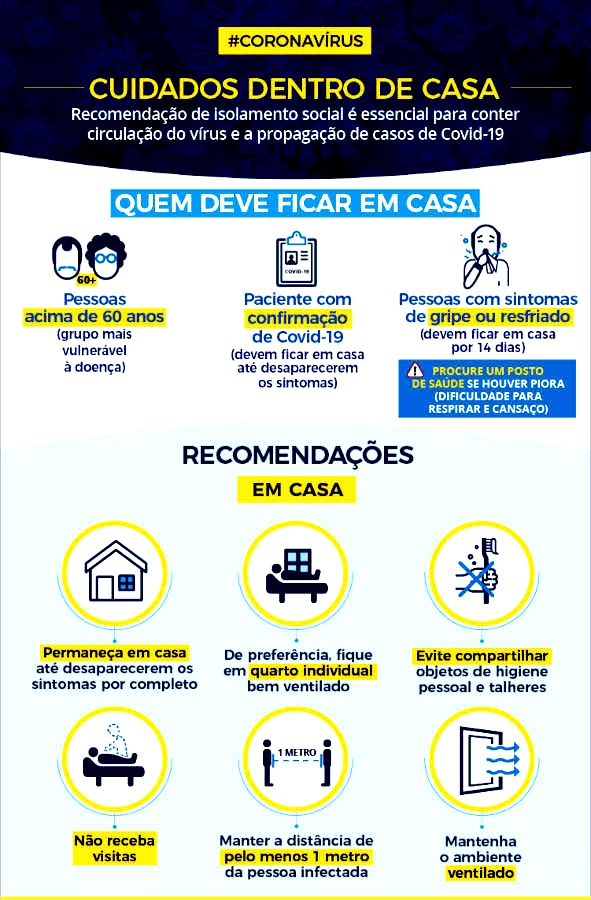 #CORONAVÍRUS
CUIDADOS DENTRO DE CASA
Recomendação de isolamento social é essencial para conter
circulação do vírus e a propagação de casos de Covid-19
QUEM DEVE FICAR EM CASA
60+
Pessoas
acima de 60 anos
(grupo mais
vulnerável
à doença)
COVID-19
Paciente com
confirmação
de Covid-19
(devem ficar em casa
até desaparecerem
os sintomas)
Pessoas com sintomas
de gripe ou resfriado
(devem ficar em casa
por 14 dias)
PROCURE UM POSTO
DE SAÚDE SE HOUVER PIORA
(DIFICULDADE PARA
RESPIRAR E CANSAÇO)
RECOMENDAÇÕES
EM CASA
Permaneça em casa
até desaparecerem os
sintomas por completo
De preferência, fique
em quarto individual
bem ventilado
Evite compartilhar
objetos de higiene
pessoal e talheres
Não receba
visitas
1 METRO
Manter a distância de
pelo menos 1 metro
da pessoa infectada
Mantenha
o ambiente
ventilado